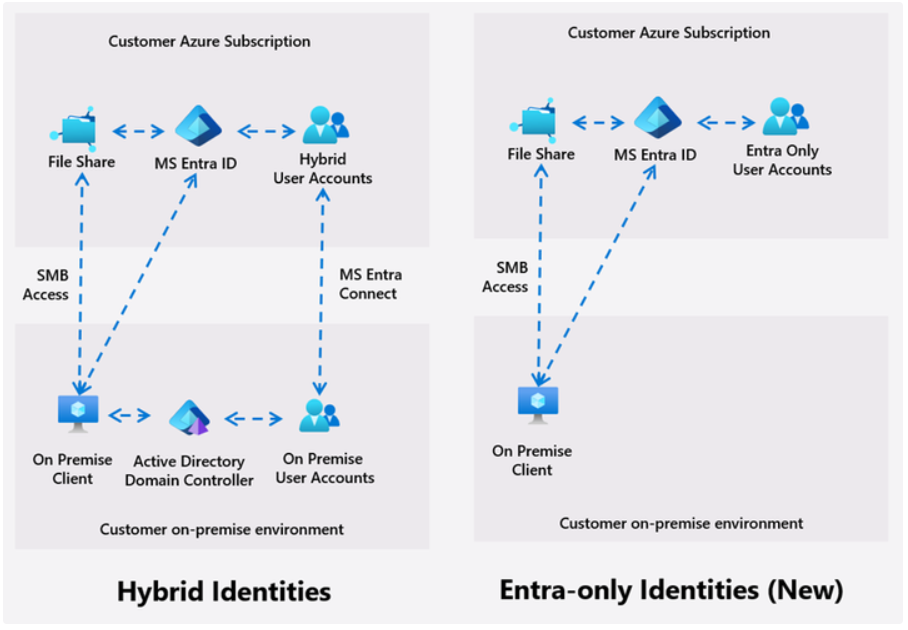 Customer Azure Subscription
File Share
MS Entra ID
Hybrid
User Accounts
SMB
Access
MS Entra
Connect
On Premise
Client
Active Directory
Domain Controller
On Premise
User Accounts
Customer on-premise environment
Hybrid Identities
Customer Azure Subscription
File Share
MS Entra ID
Entra Only
User Accounts
SMB
Access
On Premise
Client
Customer on-premise environment
Entra-only Identities (New)